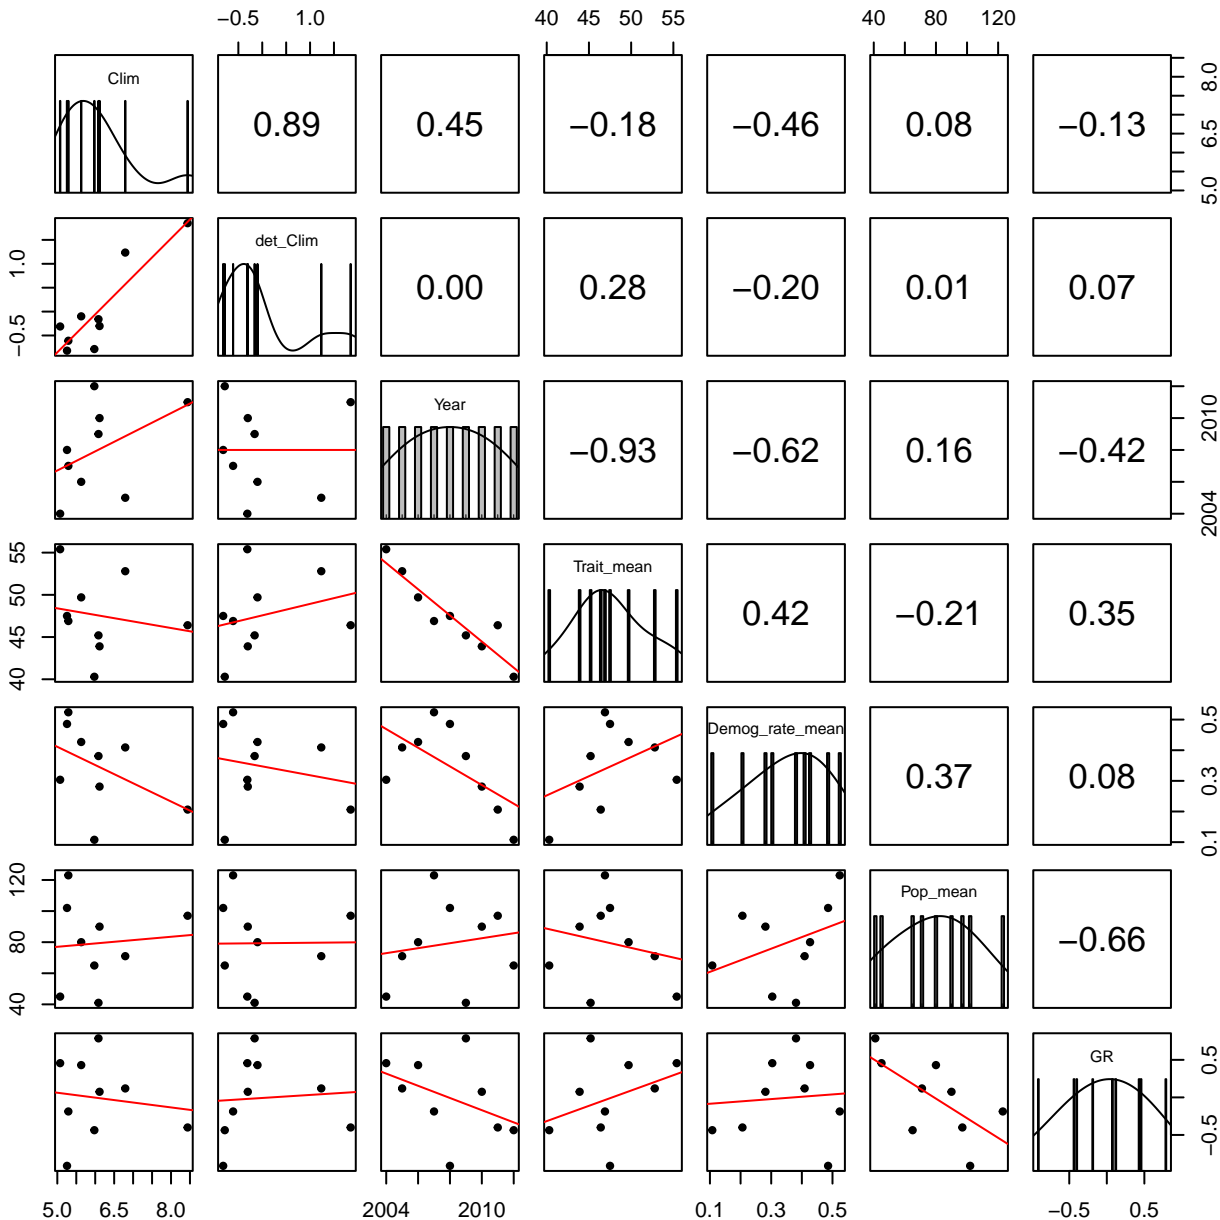 −0.5 1.0 40 45 50 55 40 80 120
Clim 0.89 0.45 −0.18 −0.46 0.08 −0.13 5.0 6.5 8.0
−0.5 1.0 det_Clim 0.00 0.28 −0.20 0.01 0.07
Year −0.93 −0.62 0.16 −0.42 2004 2010
40 45 50 55 Trait_mean 0.42 −0.21 0.35
Demog_rate_mean 0.37 0.08 0.1 0.3 0.5
40 80 120 Pop_mean −0.66
GR −0.5 0.5
5.0 6.5 8.0 2004 2010 0.1 0.3 0.5 −0.5 0.5